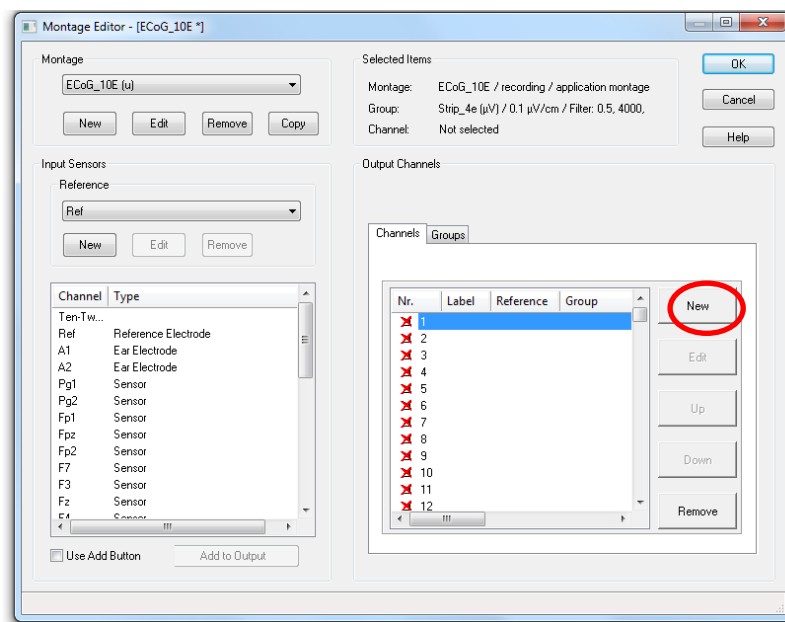 Montage Editor - [ECoG_10E *]
Montage
ECoG_10E (u)
New Edit Remove Copy
Selected Items
Montage: ECoG_10E / recording / application montage
Group: Strip_4e (µV) / 0.1 µV/cm / Filter: 0.5, 4000,
Channel: Not selected
OK
Cancel
Help
Input Sensors
Reference
Ref
New Edit Remove
Channel Type
Ten-Tw...
Ref Reference Electrode
A1 Ear Electrode
A2 Ear Electrode
Pg1 Sensor
Pg2 Sensor
Fp1 Sensor
Fpz Sensor
Fp2 Sensor
F7 Sensor
F3 Sensor
Fz Sensor
F4 Sensor
Use Add Button Add to Output
Output Channels
Channels Groups
Nr. Label Reference Group
1
2
3
4
5
6
7
8
9
10
11
12
New
Edit
Up
Down
Remove